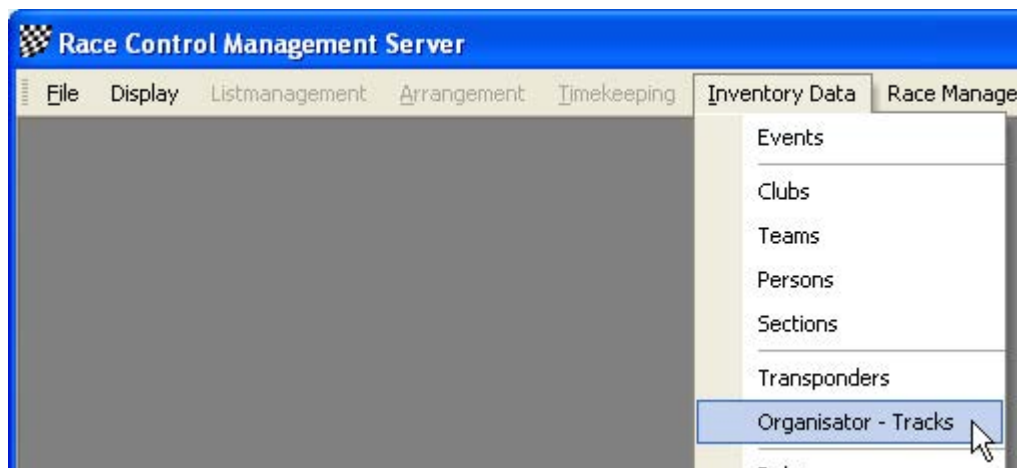 Race Control Management Server
File Display Listmanagement Arrangement Timekeeping Inventory Data Race Manage
Events
Clubs
Teams
Persons
Sections
Transponders
Organisator - Tracks